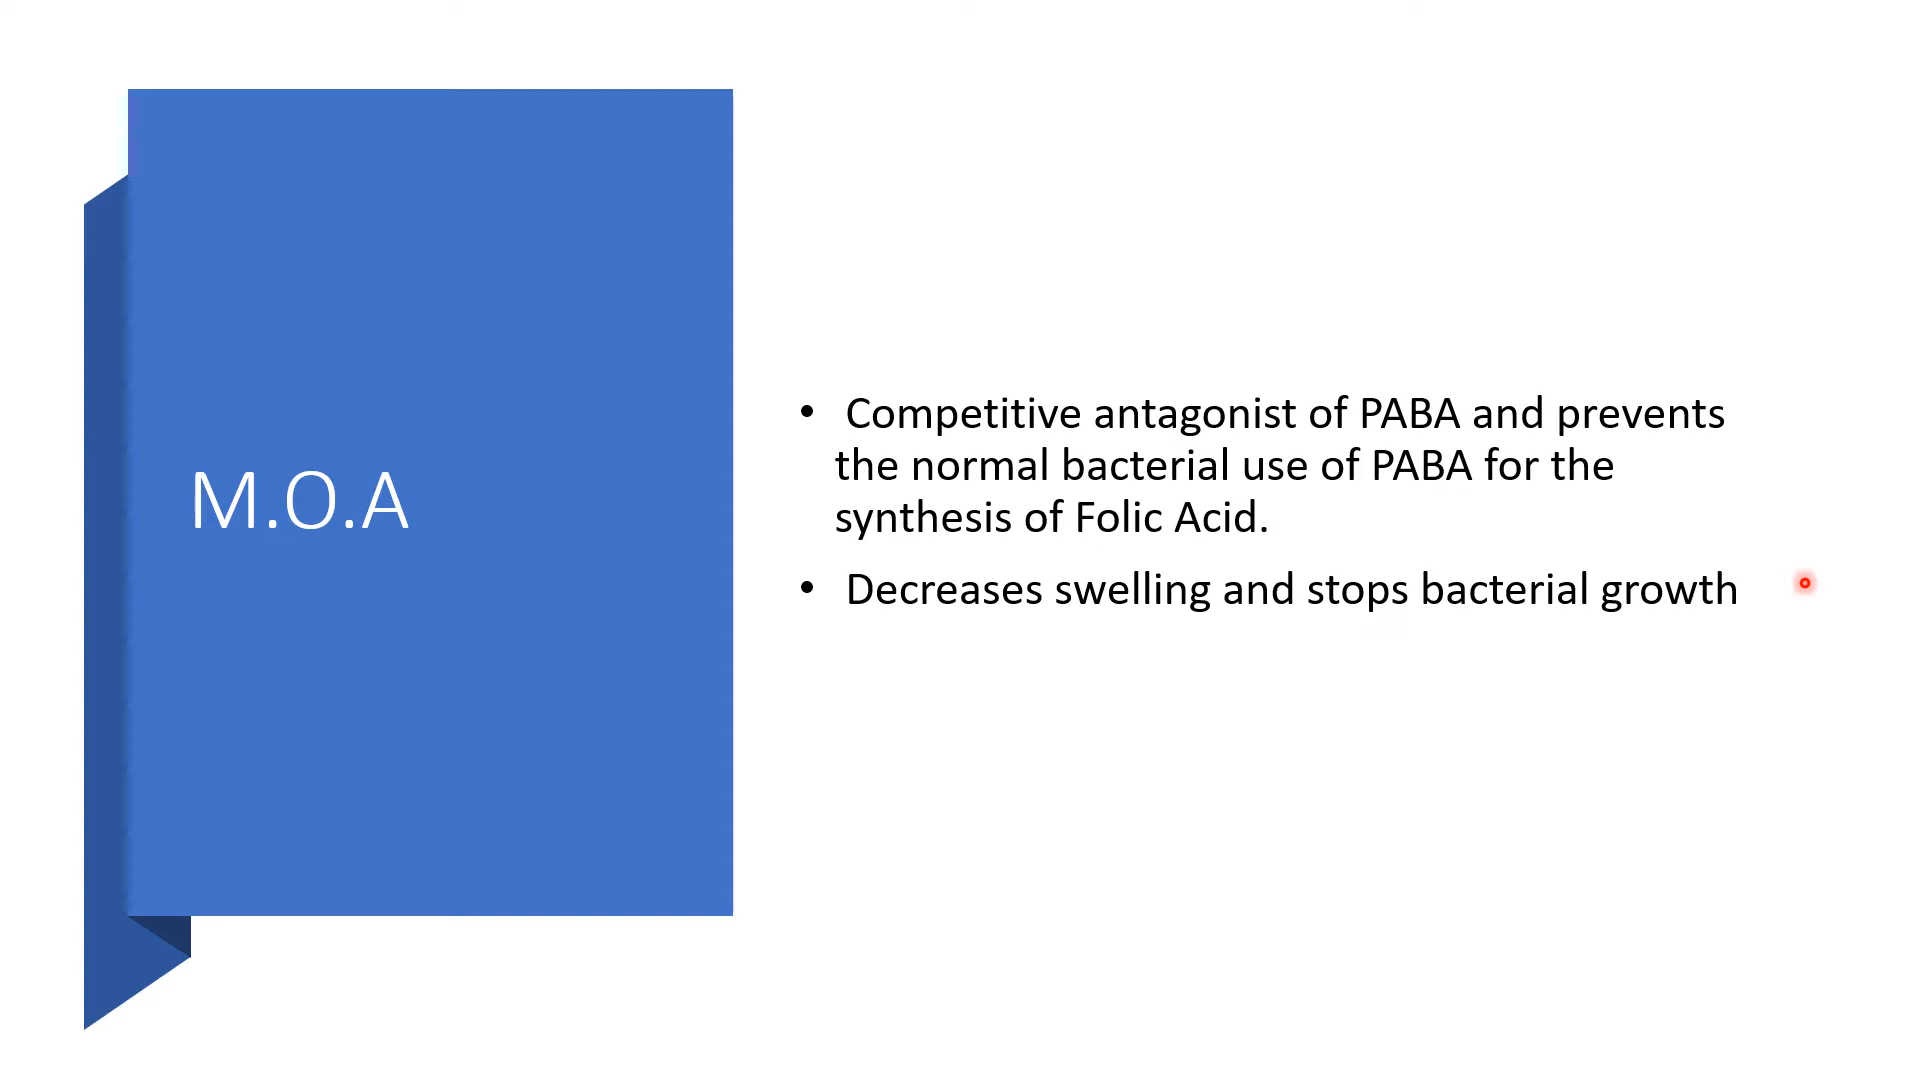 M.O.A
• Competitive antagonist of PABA and prevents
the normal bacterial use of PABA for the
synthesis of Folic Acid.
• Decreases swelling and stops bacterial growth